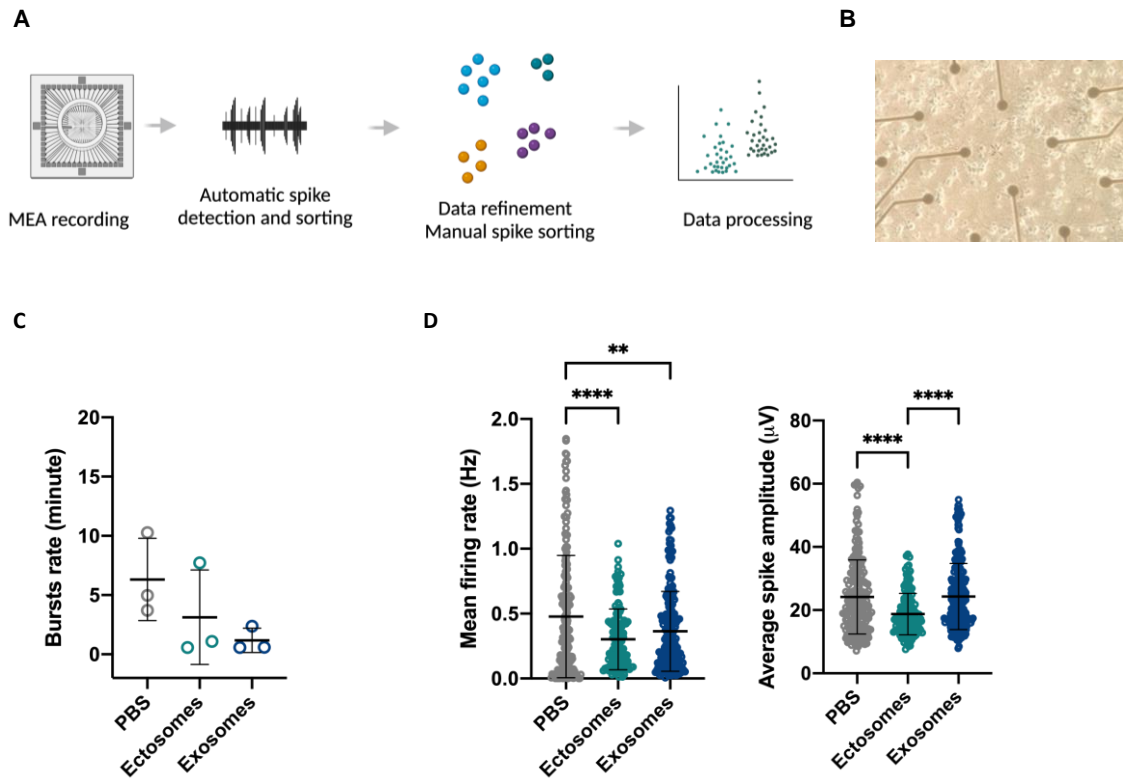 A
B
MEA recording
Automatic spike
detection and sorting
Data refinement
Manual spike sorting
Data processing
C
D
Bursts rate (minute)
20
15
10
5
0
PBS
Ectosomes
Exosomes
**
****
Mean firing rate (Hz)
2.0
1.5
1.0
0.5
0.0
PBS
Ectosomes
Exosomes
****
****
Average spike amplitude (µV)
80
60
40
20
0
PBS
Ectosomes
Exosomes